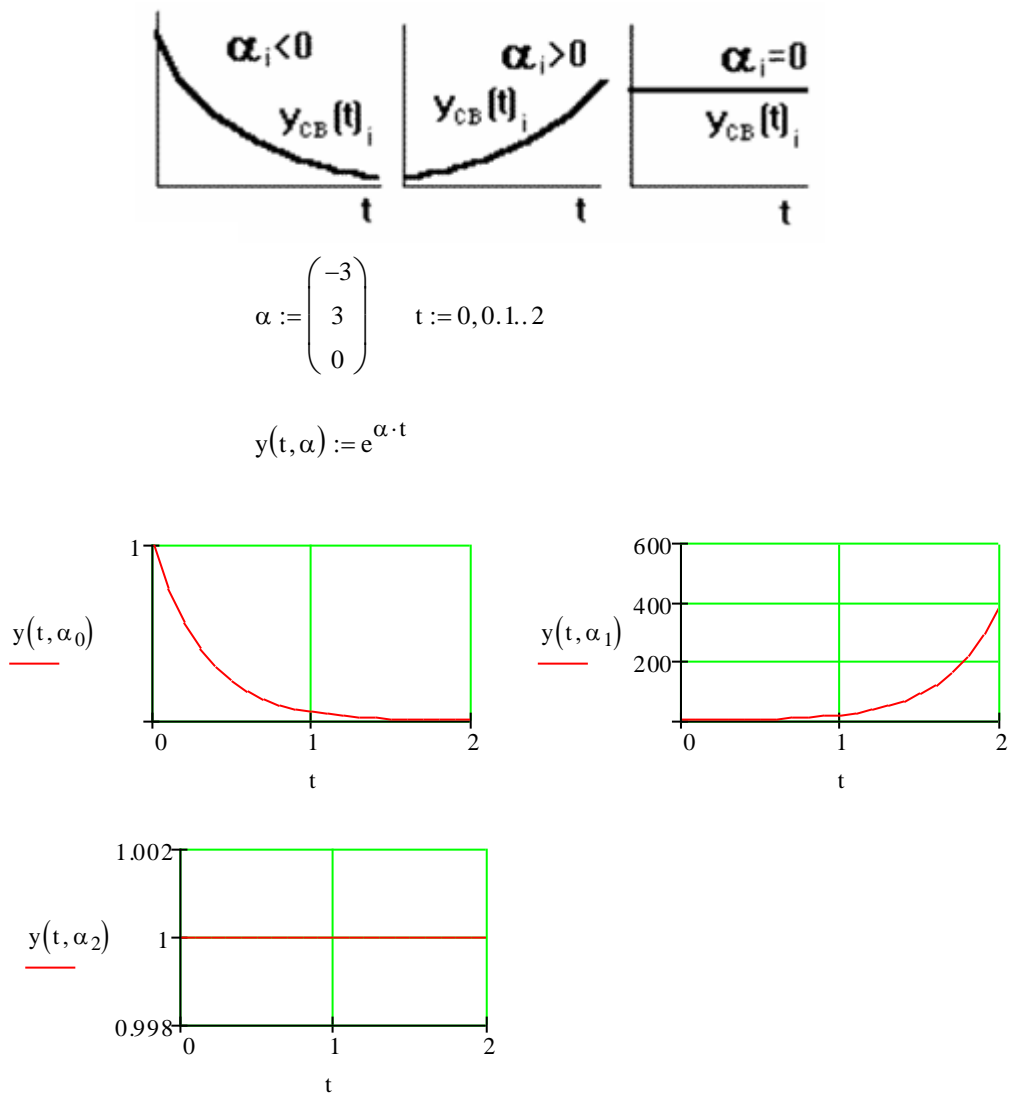 αi<0
yCB(t)i
t
αi>0
yCB(t)i
t
αi=0
yCB(t)i
t
α := ( −3 3 0 ) t := 0, 0.1.. 2
y(t, α) := e^α·t
1
y(t, α0)
0 1 2
t
600
400
200
y(t, α1)
0 1 2
t
1.002
1
0.998
y(t, α2)
0 1 2
t